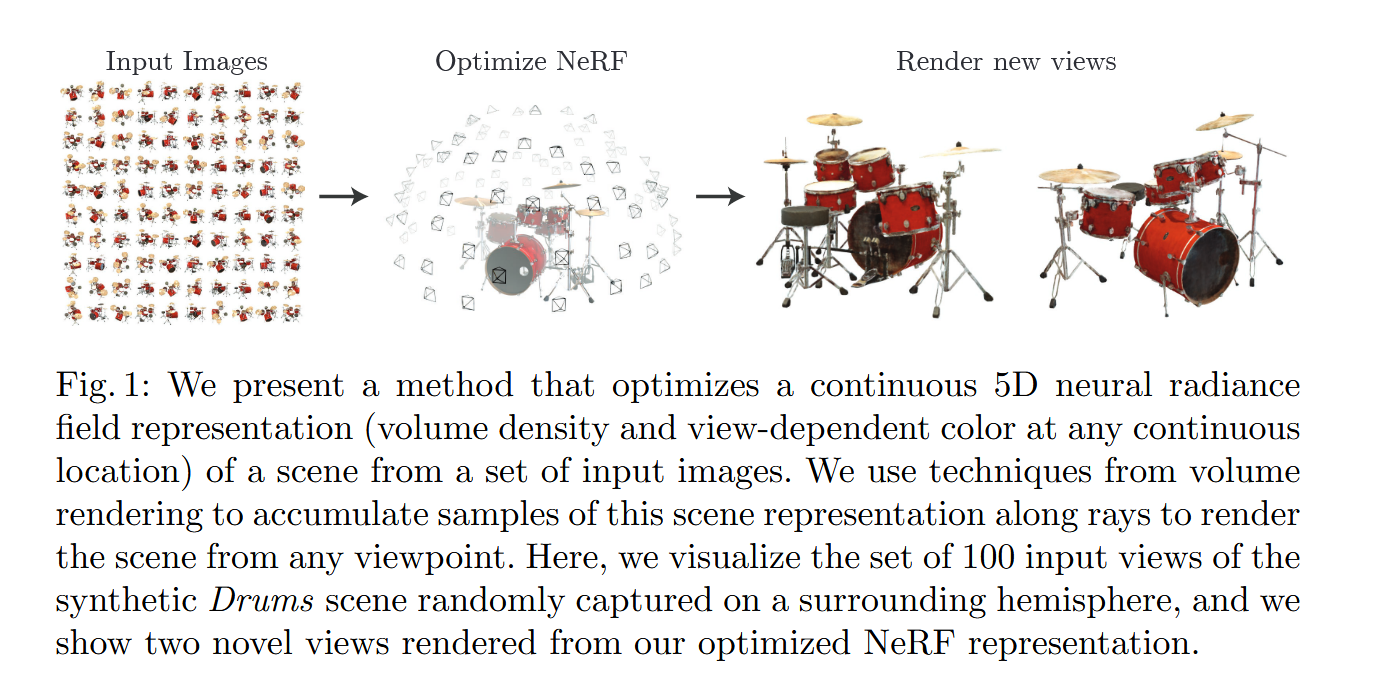 Input Images
Optimize NeRF
Render new views
Fig. 1: We present a method that optimizes a continuous 5D neural radiance
field representation (volume density and view-dependent color at any continuous
location) of a scene from a set of input images. We use techniques from volume
rendering to accumulate samples of this scene representation along rays to render
the scene from any viewpoint. Here, we visualize the set of 100 input views of the
synthetic Drums scene randomly captured on a surrounding hemisphere, and we
show two novel views rendered from our optimized NeRF representation.